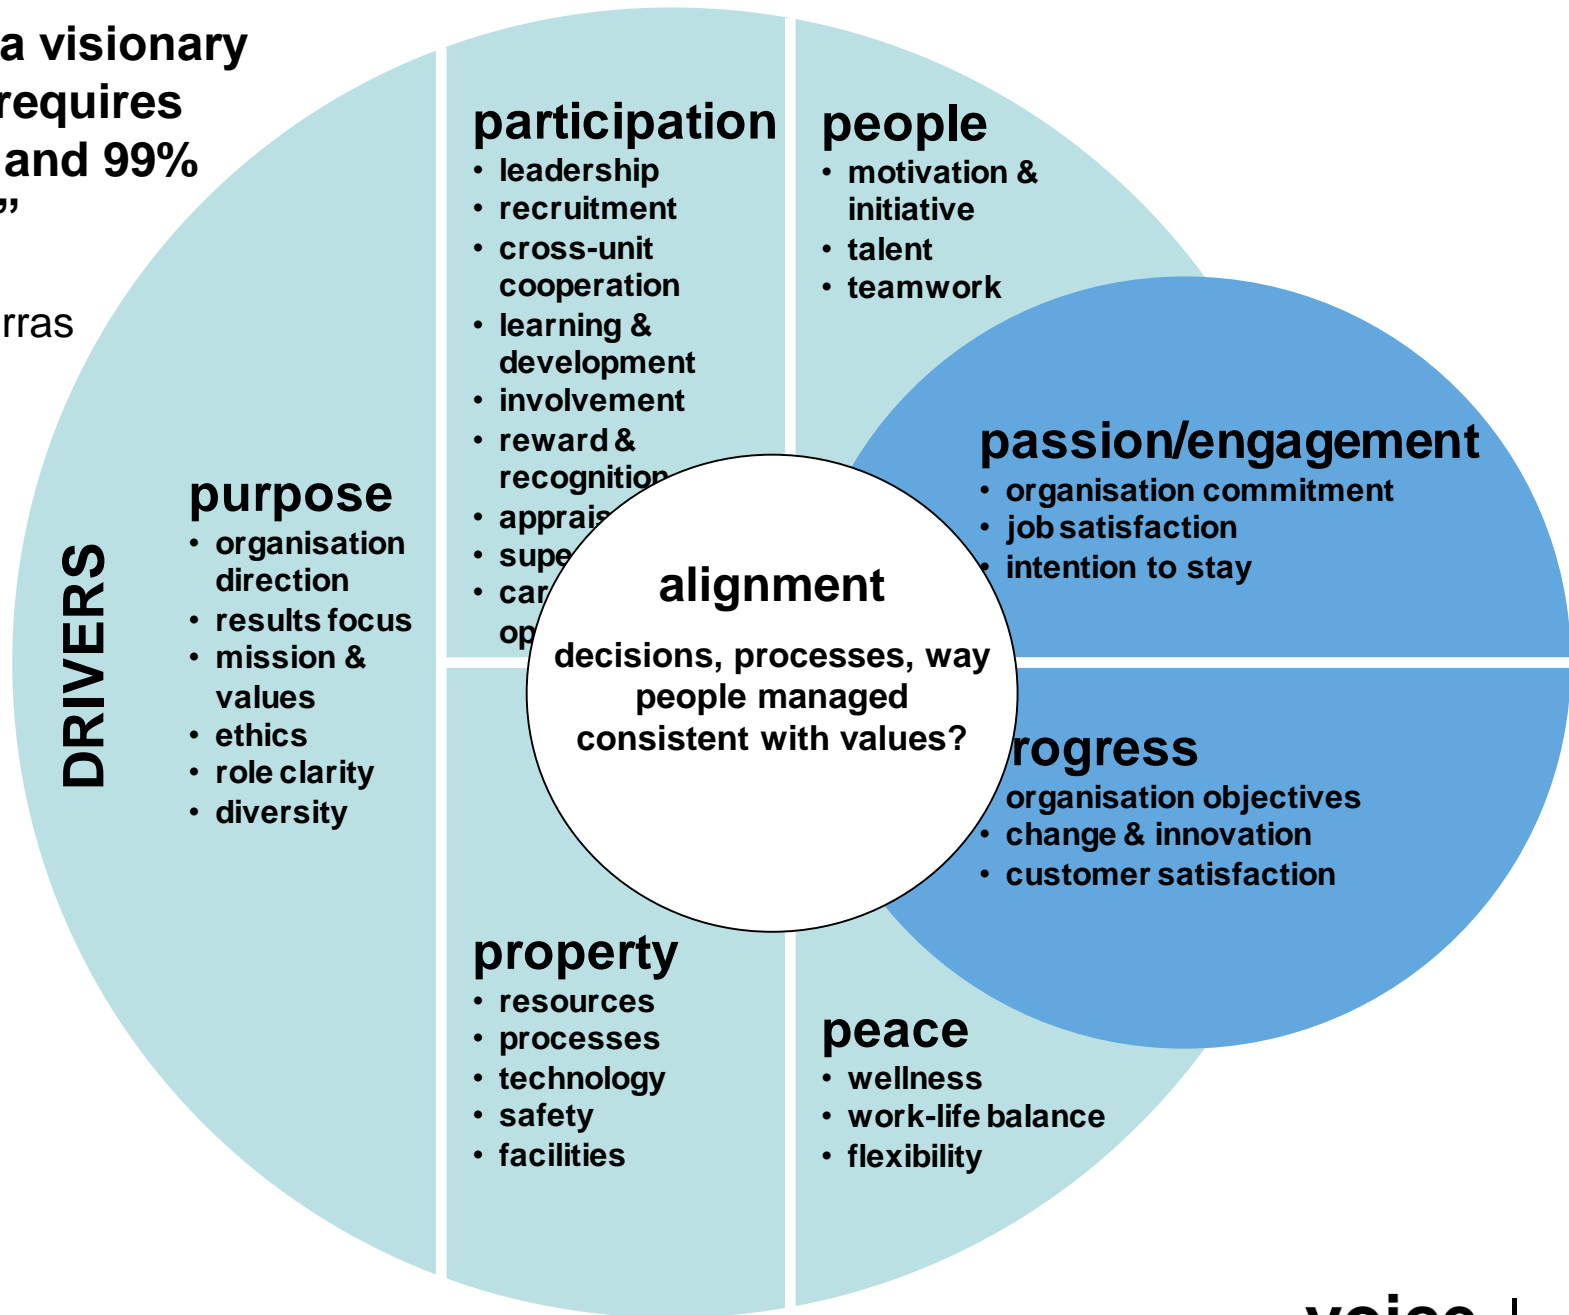 a visionary
requires
and 99%
”
DRIVERS
purpose
• organisation
direction
• results focus
• mission &
values
• ethics
• role clarity
• diversity
participation
• leadership
• recruitment
• cross-unit
cooperation
• learning &
development
• involvement
• reward &
recognition
•
•
•
people
• motivation &
initiative
• talent
• teamwork
passion/engagement
• organisation commitment
• job satisfaction
• intention to stay
alignment
decisions, processes, way
people managed
consistent with values?
rogress
organisation objectives
• change & innovation
• customer satisfaction
property
• resources
• processes
• technology
• safety
• facilities
peace
• wellness
• work-life balance
• flexibility